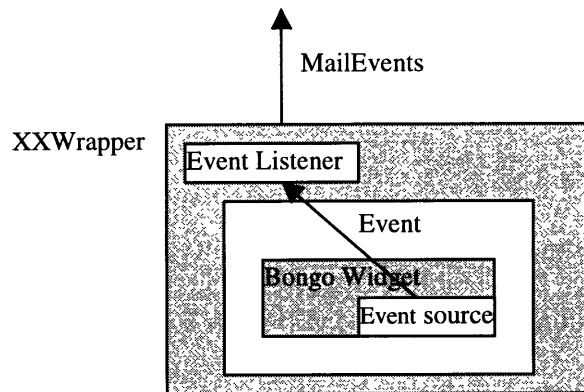 MailEvents
XXWrapper
Event Listener
Event
Bongo Widget
Event source